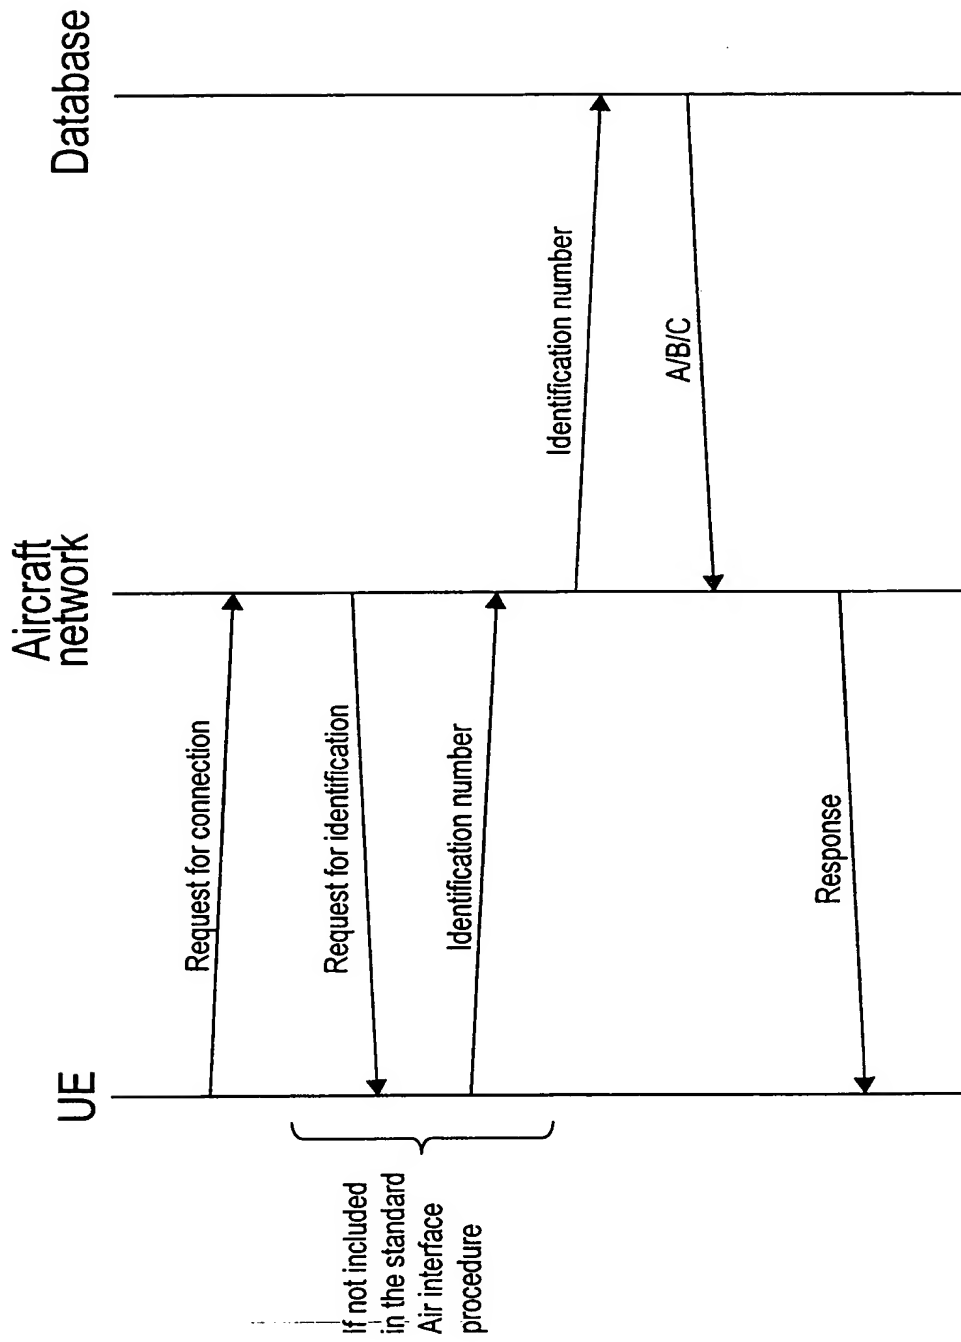 UE
Aircraft
network
Database
Request for connection
If not included
in the standard
Air interface
procedure
Request for identification
Identification number
Identification number
A/B/C
Response